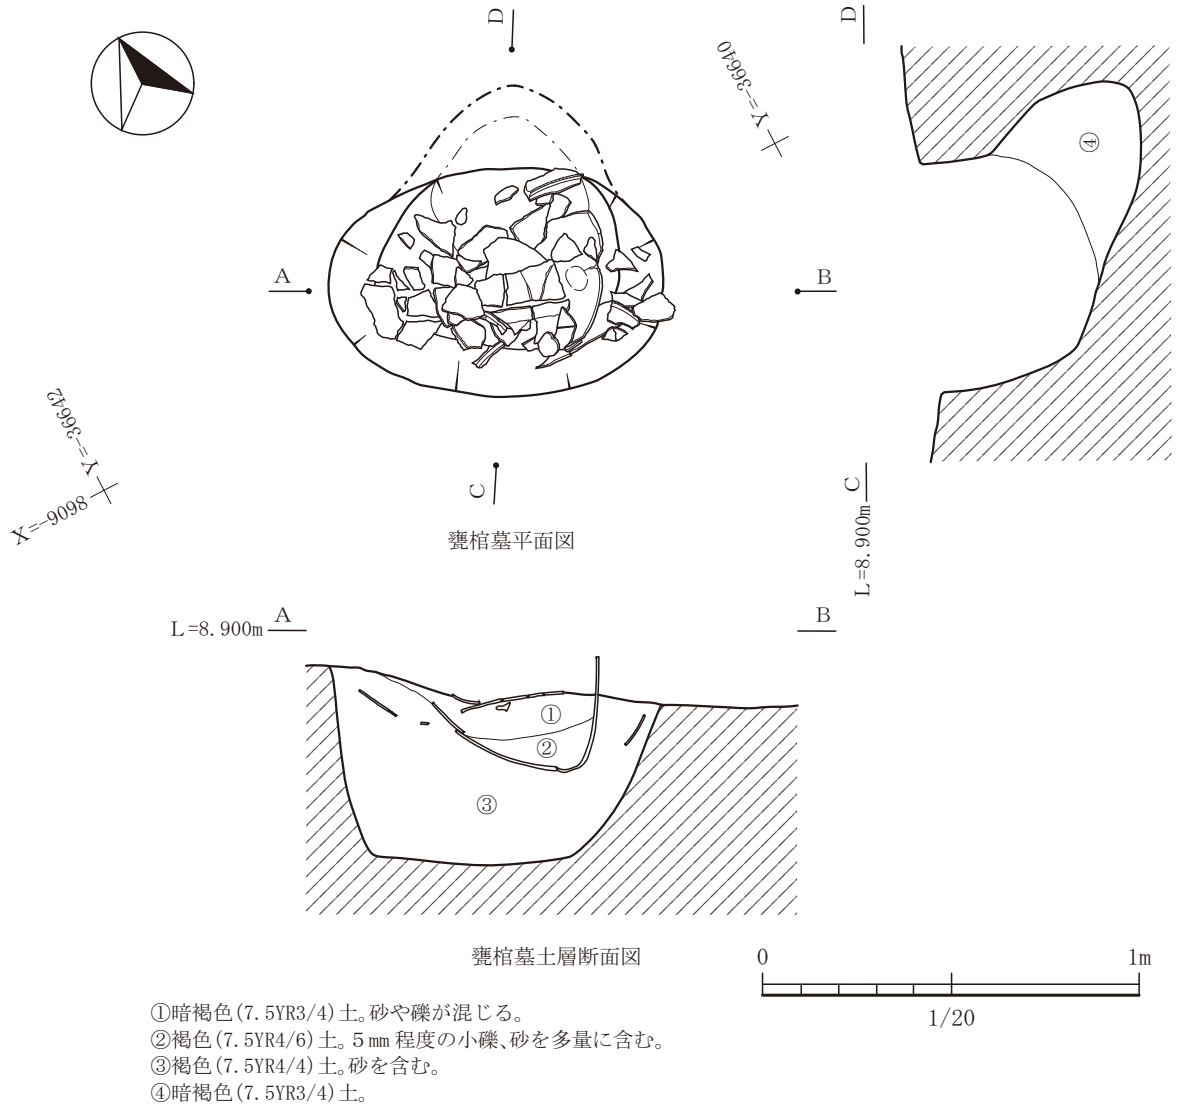 D
D
Y=-36640
④
A
B
Y=-36642
X=-9098
C
C
L=8.900m
甕棺墓平面図
L=8.900m
A
B
①
②
③
甕棺墓土層断面図
0
1m
1/20
①暗褐色(7.5YR3/4)土。砂や礫が混じる。
②褐色(7.5YR4/6)土。5㎜程度の小礫、砂を多量に含む。
③褐色(7.5YR4/4)土。砂を含む。
④暗褐色(7.5YR3/4)土。